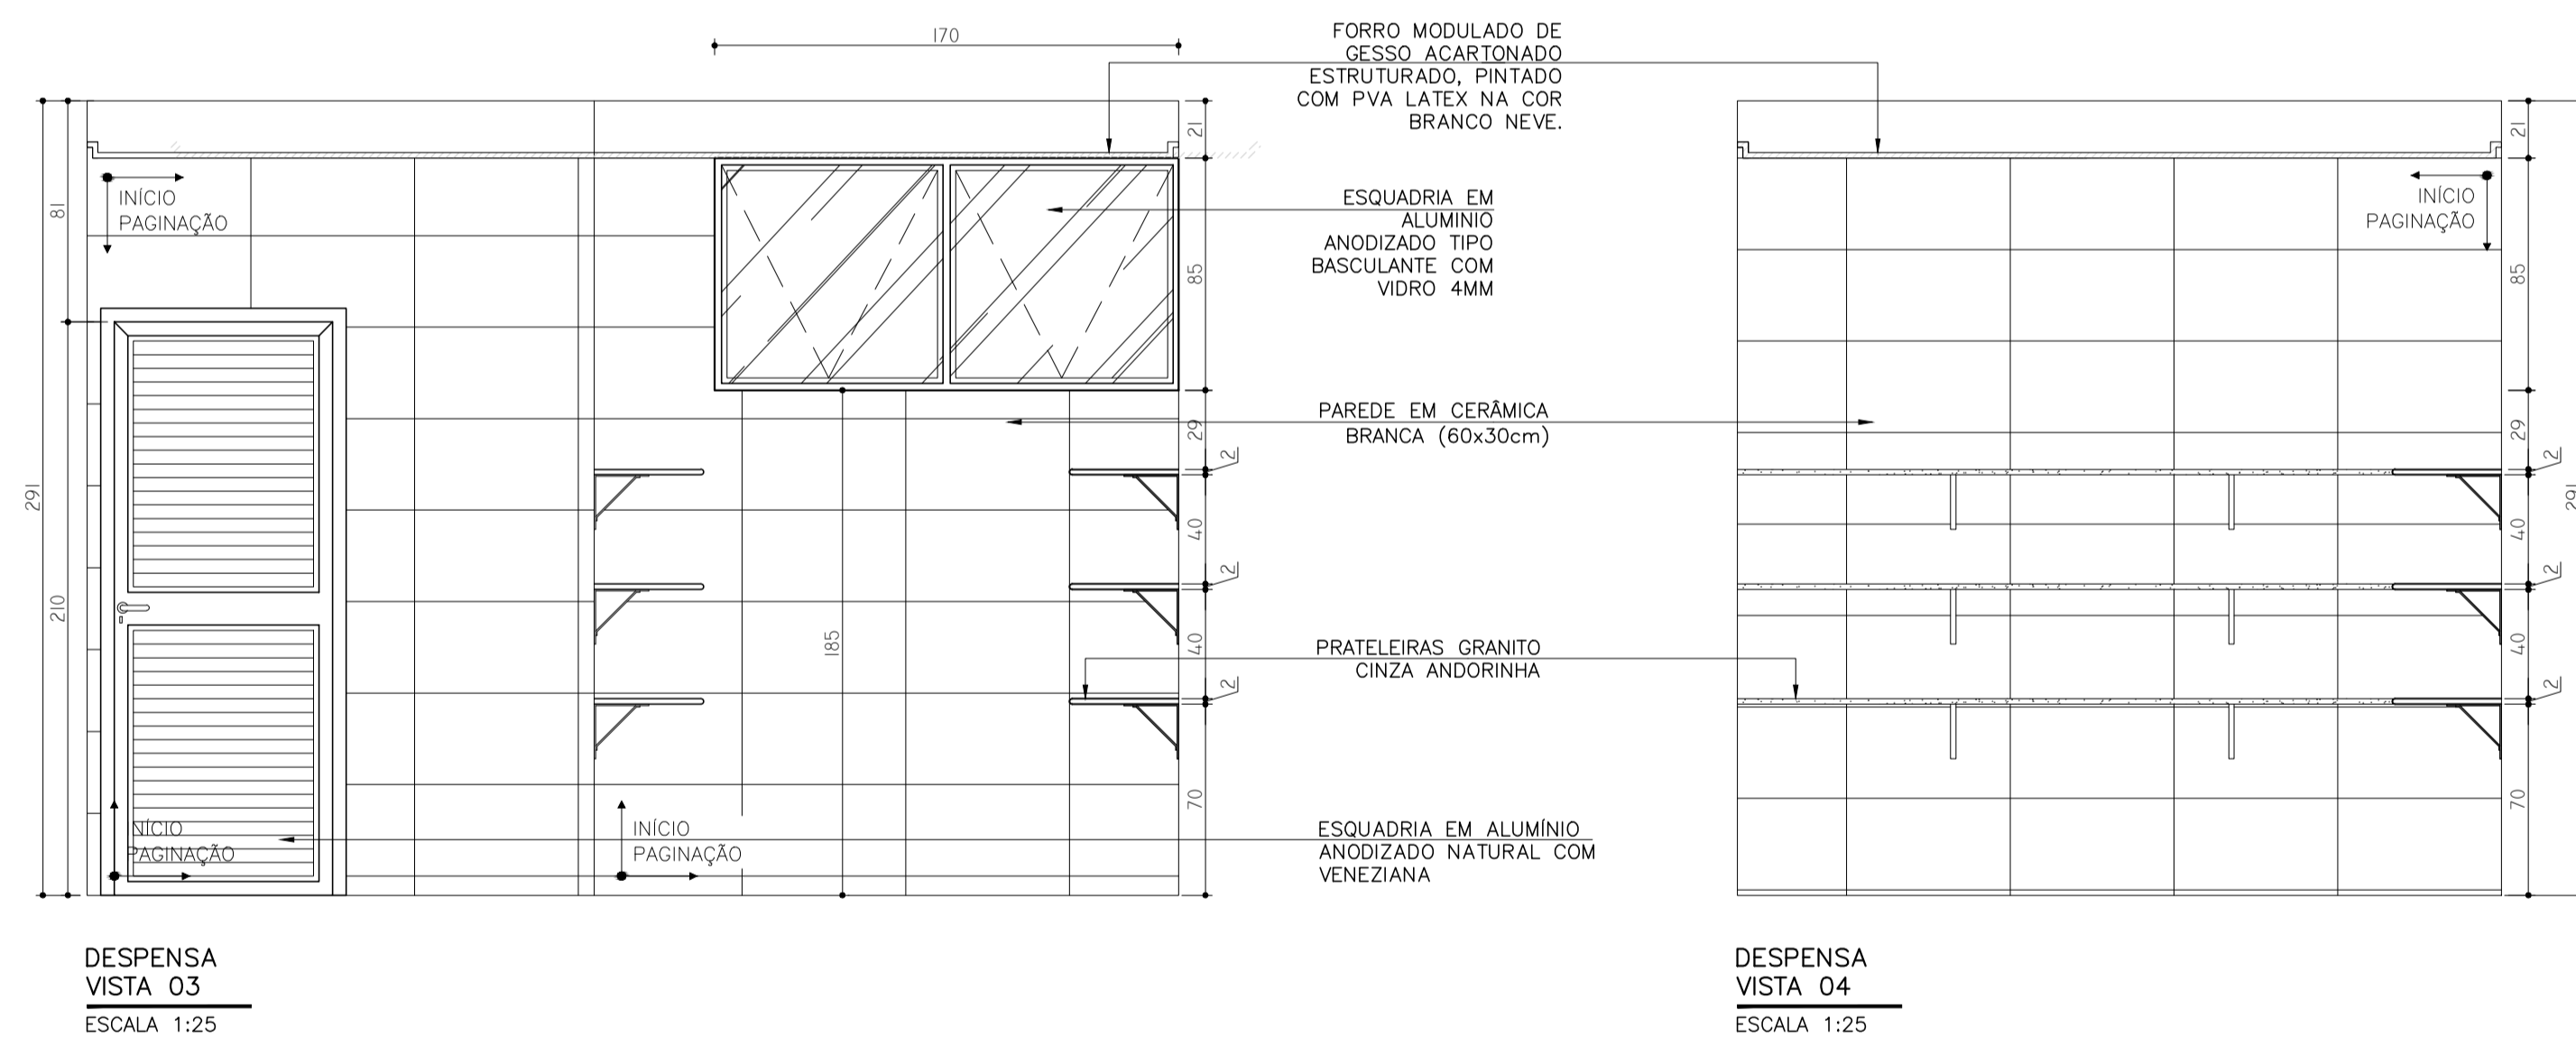 170
FORRO MODULADO DE
GESSO ACARTONADO
ESTRUTURADO, PINTADO
COM PVA LATEX NA COR
BRANCO NEVE.
21
21
INÍCIO
PAGINAÇÃO
81
ESQUADRIA EM
ALUMINIO
ANODIZADO TIPO
BASCULANTE COM
VIDRO 4MM
INÍCIO
PAGINAÇÃO
85
85
PAREDE EM CERÂMICA
BRANCA (60x30cm)
29
29
2
2
291
291
40
40
2
2
210
185
PRATELEIRAS GRANITO
CINZA ANDORINHA
40
40
2
2
70
70
INÍCIO
PAGINAÇÃO
INÍCIO
PAGINAÇÃO
ESQUADRIA EM ALUMÍNIO
ANODIZADO NATURAL COM
VENEZIANA
DESPENSA
VISTA 03
ESCALA 1:25
DESPENSA
VISTA 04
ESCALA 1:25